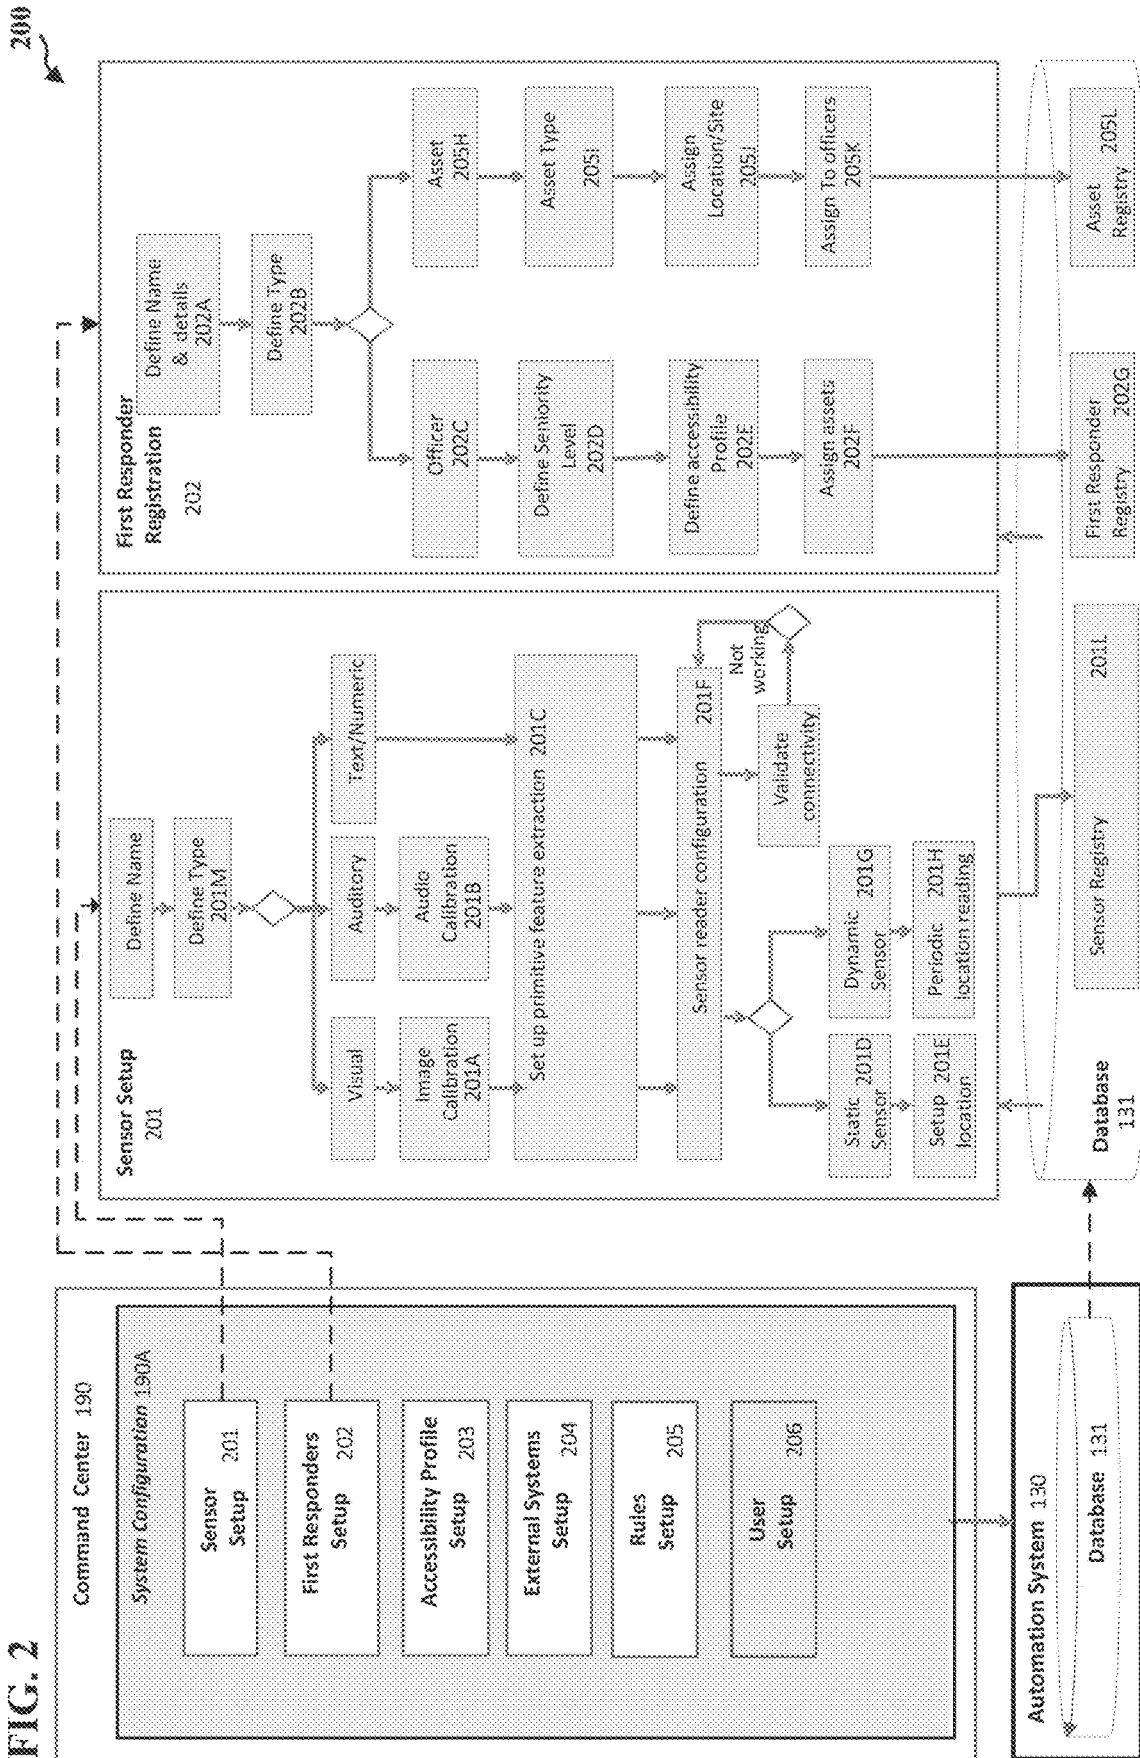 FIG. 2
200
Command Center 190
System Configuration 190A
Sensor
Setup 201
First Responders
Setup 202
Accessibility Profile
Setup 203
External Systems
Setup 204
Rules
Setup 205
User
Setup 206
Automation System 130
Database 131
Sensor Setup
201
Define Name
Define Type
201M
Visual
Auditory
Text/Numeric
Image
Calibration
201A
Audio
Calibration
201B
Set up primitive feature extraction 201C
Sensor reader configuration 201F
Not
working
Validate
connectivity
Static 201D
Sensor
Dynamic 201G
Sensor
Setup 201E
location
Periodic 201H
location reading
First Responder
Registration
202
Define Name
& details
202A
Define Type
202B
Officer
202C
Asset
205H
Define Seniority
Level
202D
Asset Type
205I
Define accessibility
Profile
202E
Assign
Location/Site
205J
Assign assets
202F
Assign To officers
205K
Database
131
Sensor Registry 201L
First Responder
Registry 202G
Asset
Registry 205L